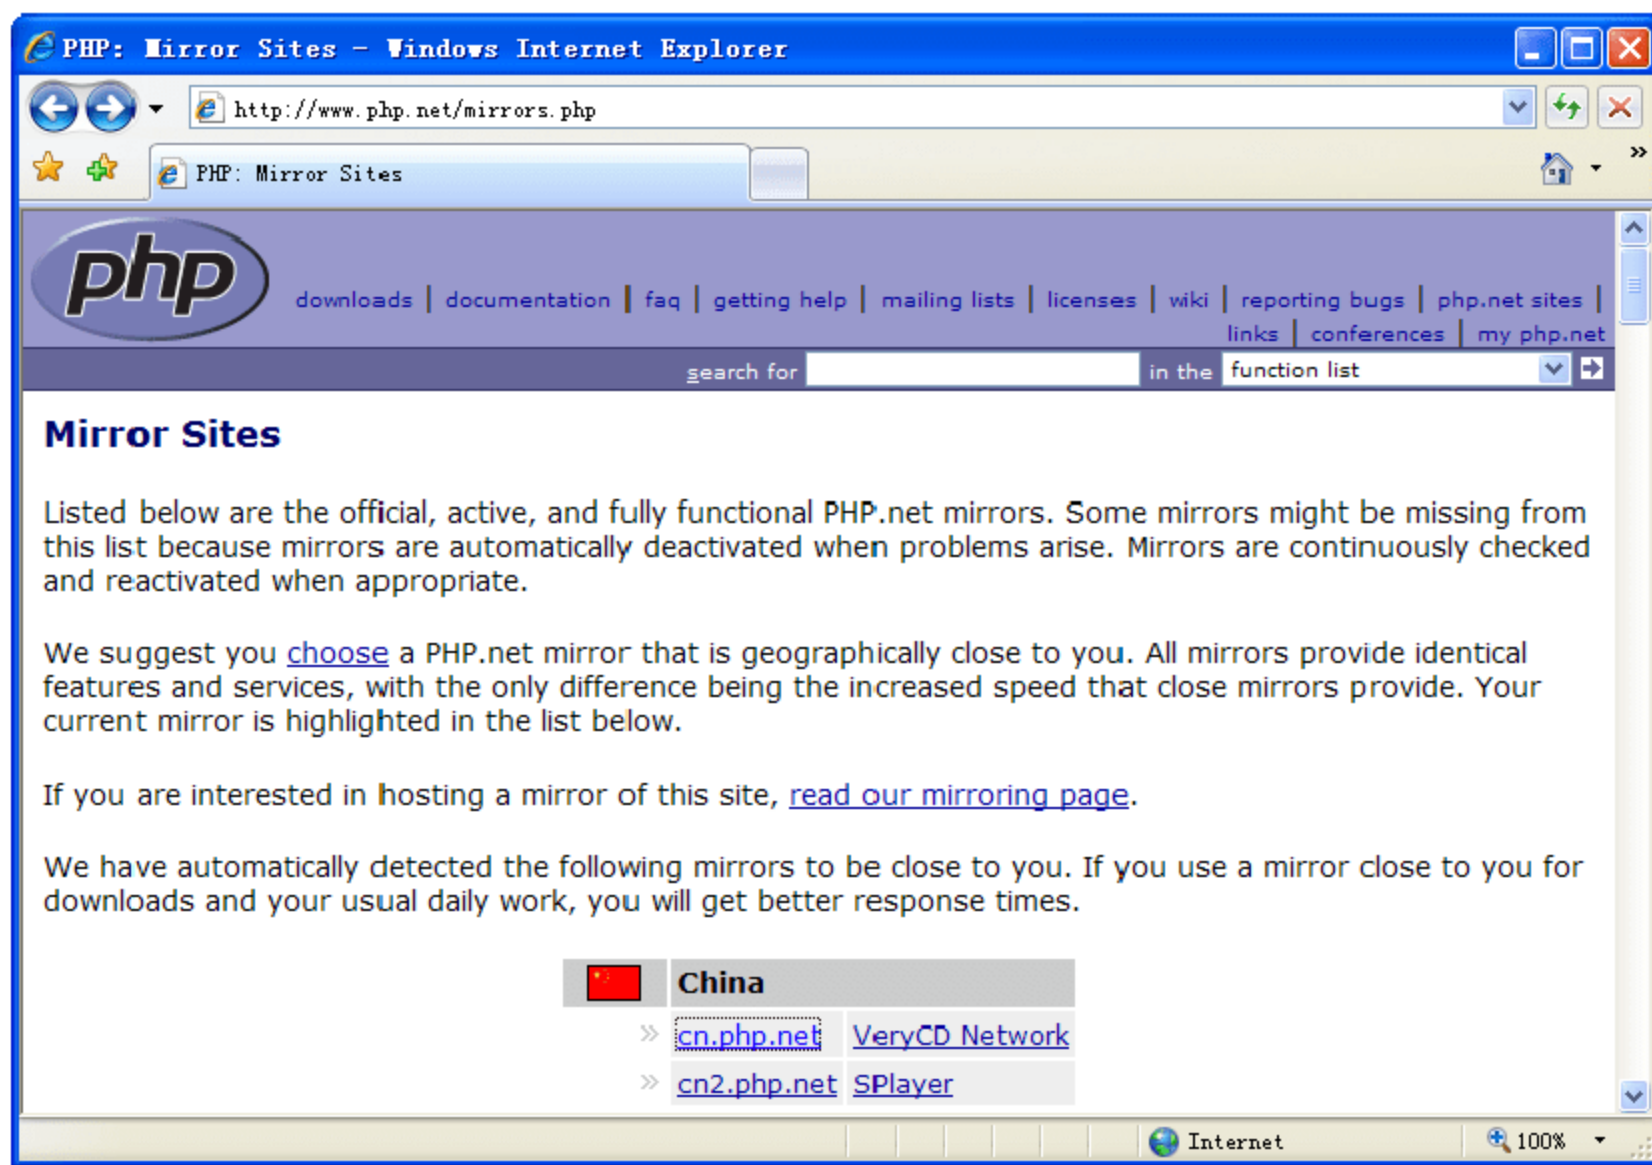 PHP: Mirror Sites - Windows Internet Explorer
http://www.php.net/mirrors.php
PHP: Mirror Sites
»
php
downloads | documentation | faq | getting help | mailing lists | licenses | wiki | reporting bugs | php.net sites |
links | conferences | my php.net
search for in the function list
Mirror Sites
Listed below are the official, active, and fully functional PHP.net mirrors. Some mirrors might be missing from
this list because mirrors are automatically deactivated when problems arise. Mirrors are continuously checked
and reactivated when appropriate.
We suggest you choose a PHP.net mirror that is geographically close to you. All mirrors provide identical
features and services, with the only difference being the increased speed that close mirrors provide. Your
current mirror is highlighted in the list below.
If you are interested in hosting a mirror of this site, read our mirroring page.
We have automatically detected the following mirrors to be close to you. If you use a mirror close to you for
downloads and your usual daily work, you will get better response times.
China
» cn.php.net VeryCD Network
» cn2.php.net SPlayer
Internet 100%